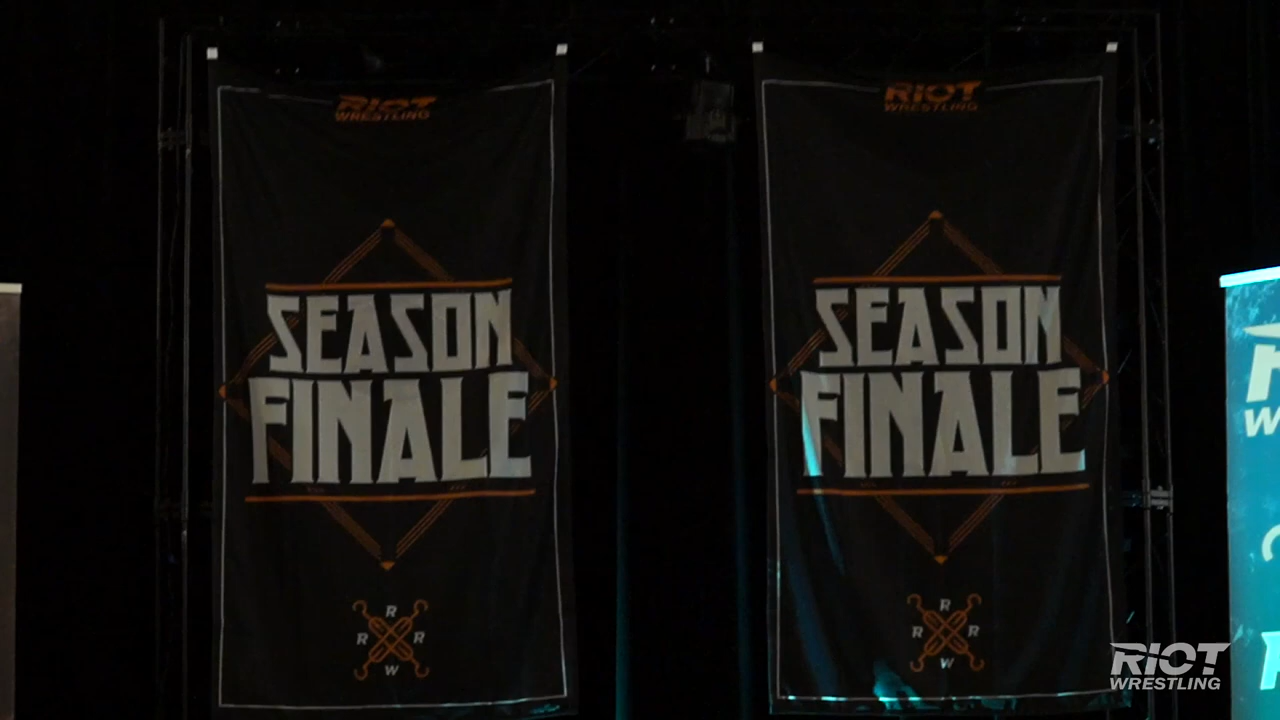 RIOT
WRESTLING
SEASON
FINALE
R
R R
W
RIOT
WRESTLING
SEASON
FINALE
R
R R
W
RIOT
WRESTLING